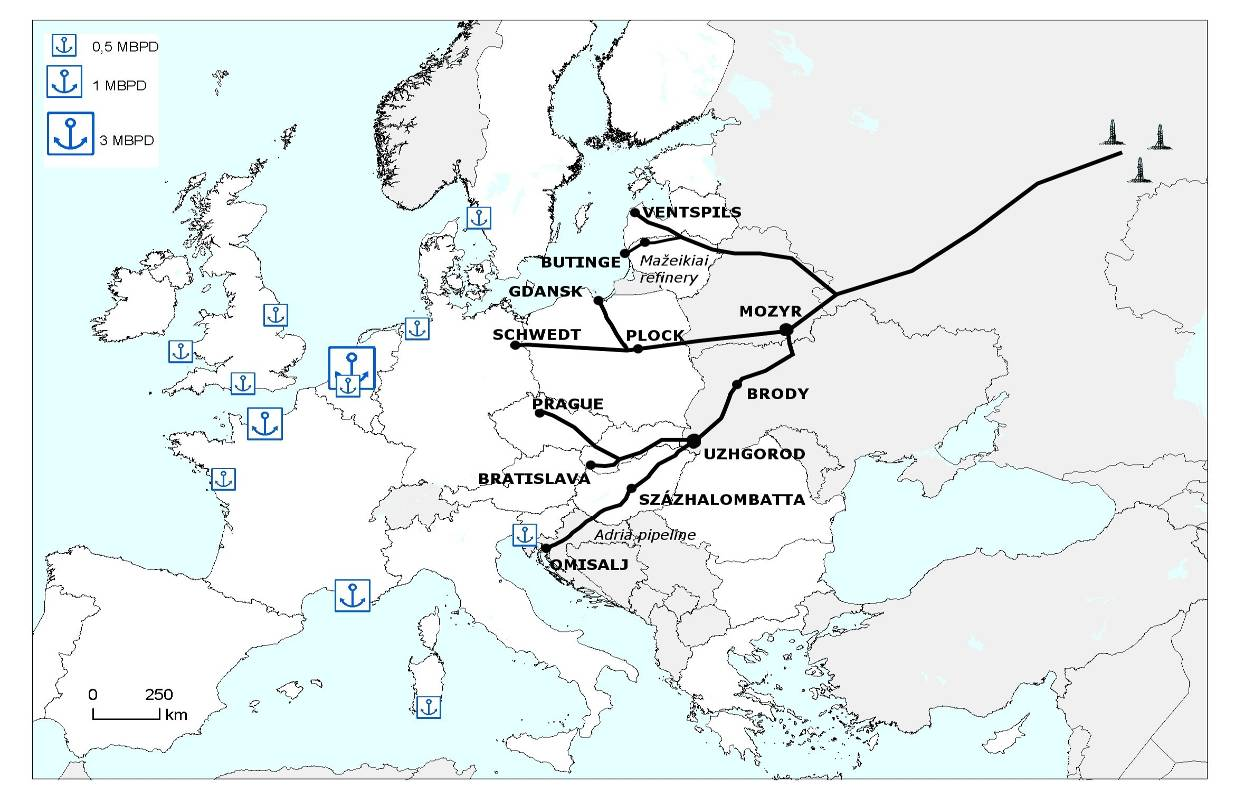 0,5 MBPD
1 MBPD
3 MBPD
VENTSPILS
BUTINGE
Mažeikiai
refinery
GDANSK
MOZYR
SCHWEDT
PLOCK
BRODY
PRAGUE
UZHGOROD
BRATISLAVA
SZÁZHALOMBATTA
Adria pipeline
OMISALJ
0 250
km